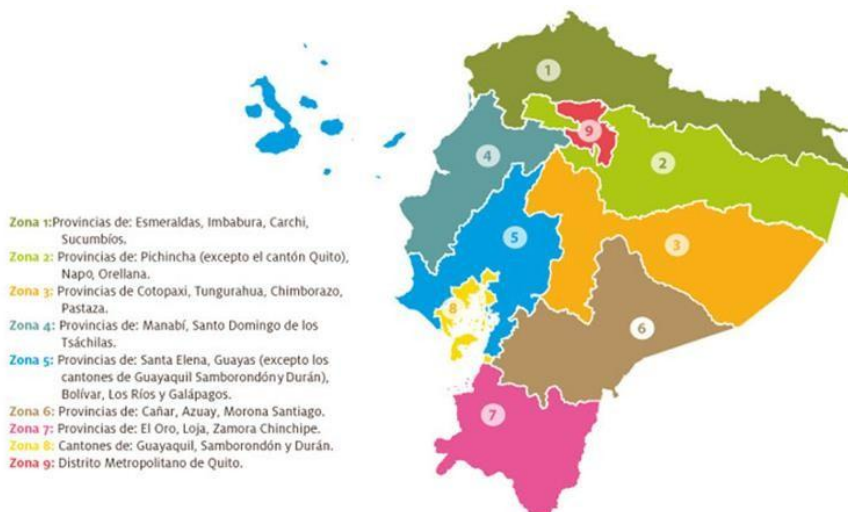 1
9
2
4
5
3
8
6
7
Zona 1:Provincias de: Esmeraldas, Imbabura, Carchi,
Sucumbíos.
Zona 2: Provincias de: Pichincha (excepto el cantón Quito),
Napo, Orellana.
Zona 3: Provincias de Cotopaxi, Tungurahua, Chimborazo,
Pastaza.
Zona 4: Provincias de: Manabí, Santo Domingo de los
Tsáchilas.
Zona 5: Provincias de: Santa Elena, Guayas (excepto los
cantones de Guayaquil Samborondón y Durán),
Bolívar, Los Ríos y Galápagos.
Zona 6: Provincias de: Cañar, Azuay, Morona Santiago.
Zona 7: Provincias de: El Oro, Loja, Zamora Chinchipe.
Zona 8: Cantones de: Guayaquil, Samborondón y Durán.
Zona 9: Distrito Metropolitano de Quito.